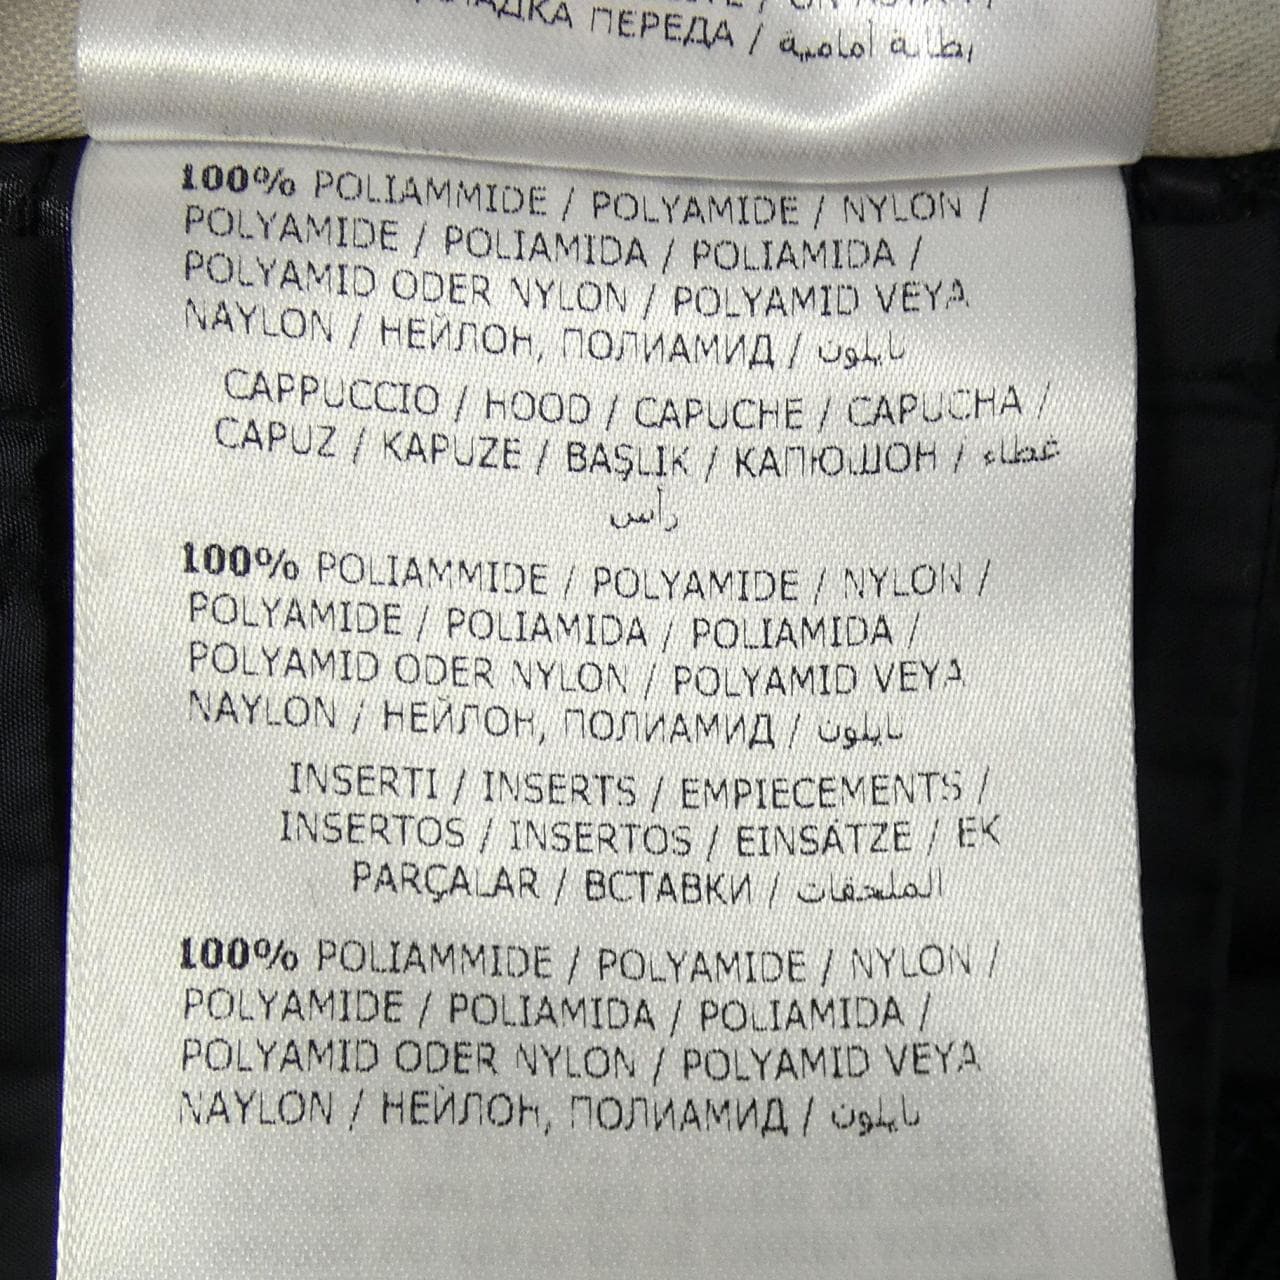 ПЕРЕДА / بطانة أمامية
100% POLIAMMIDE / POLYAMIDE / NYLON /
POLYAMIDE / POLIAMIDA / POLIAMIDA /
POLYAMID ODER NYLON / POLYAMID VEYA
NAYLON / НЕЙЛОН, ПОЛИАМИД / نايلون
CAPPUCCIO / HOOD / CAPUCHE / CAPUCHA /
CAPUZ / KAPUZE / BAŞLIK / КАПЮШОН / غطاء
رأس
100% POLIAMMIDE / POLYAMIDE / NYLON /
POLYAMIDE / POLIAMIDA / POLIAMIDA /
POLYAMID ODER NYLON / POLYAMID VEYA
NAYLON / НЕЙЛОН, ПОЛИАМИД / نايلون
INSERTI / INSERTS / EMPIECEMENTS /
INSERTOS / INSERTOS / EINSÄTZE / EK
PARÇALAR / ВСТАВКИ / الملحقات
100% POLIAMMIDE / POLYAMIDE / NYLON /
POLYAMIDE / POLIAMIDA / POLIAMIDA /
POLYAMID ODER NYLON / POLYAMID VEYA
NAYLON / НЕЙЛОН, ПОЛИАМИД / نايلون